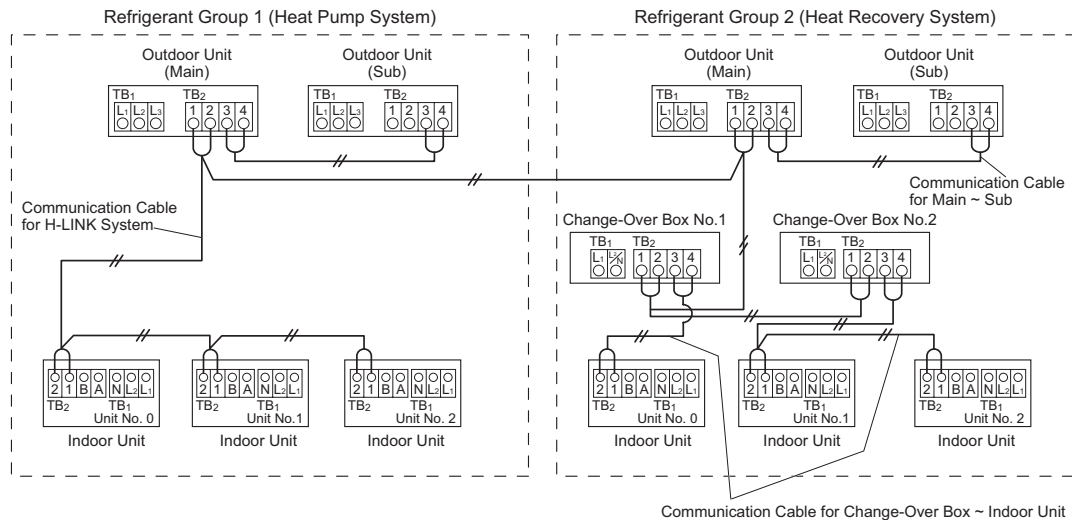 Refrigerant Group 1 (Heat Pump System)
Refrigerant Group 2 (Heat Recovery System)
Outdoor Unit
(Main)
Outdoor Unit
(Sub)
Outdoor Unit
(Main)
Outdoor Unit
(Sub)
TB1 TB2
L1 L2 L3 1 2 3 4
TB1 TB2
L1 L2 L3 1 2 3 4
TB1 TB2
L1 L2 L3 1 2 3 4
TB1 TB2
L1 L2 L3 1 2 3 4
Communication Cable
for Main ~ Sub
Communication Cable
for H-LINK System
Change-Over Box No.1
TB1 TB2
L1 L2/N 1 2 3 4
Change-Over Box No.2
TB1 TB2
L1 L2/N 1 2 3 4
2 1 B A N L2 L1
TB2 TB1
Unit No. 0
Indoor Unit
2 1 B A N L2 L1
TB2 TB1
Unit No.1
Indoor Unit
2 1 B A N L2 L1
TB2 TB1
Unit No. 2
Indoor Unit
2 1 B A N L2 L1
TB2 TB1
Unit No. 0
Indoor Unit
2 1 B A N L2 L1
TB2 TB1
Unit No.1
Indoor Unit
2 1 B A N L2 L1
TB2 TB1
Unit No. 2
Indoor Unit
Communication Cable for Change-Over Box ~ Indoor Unit